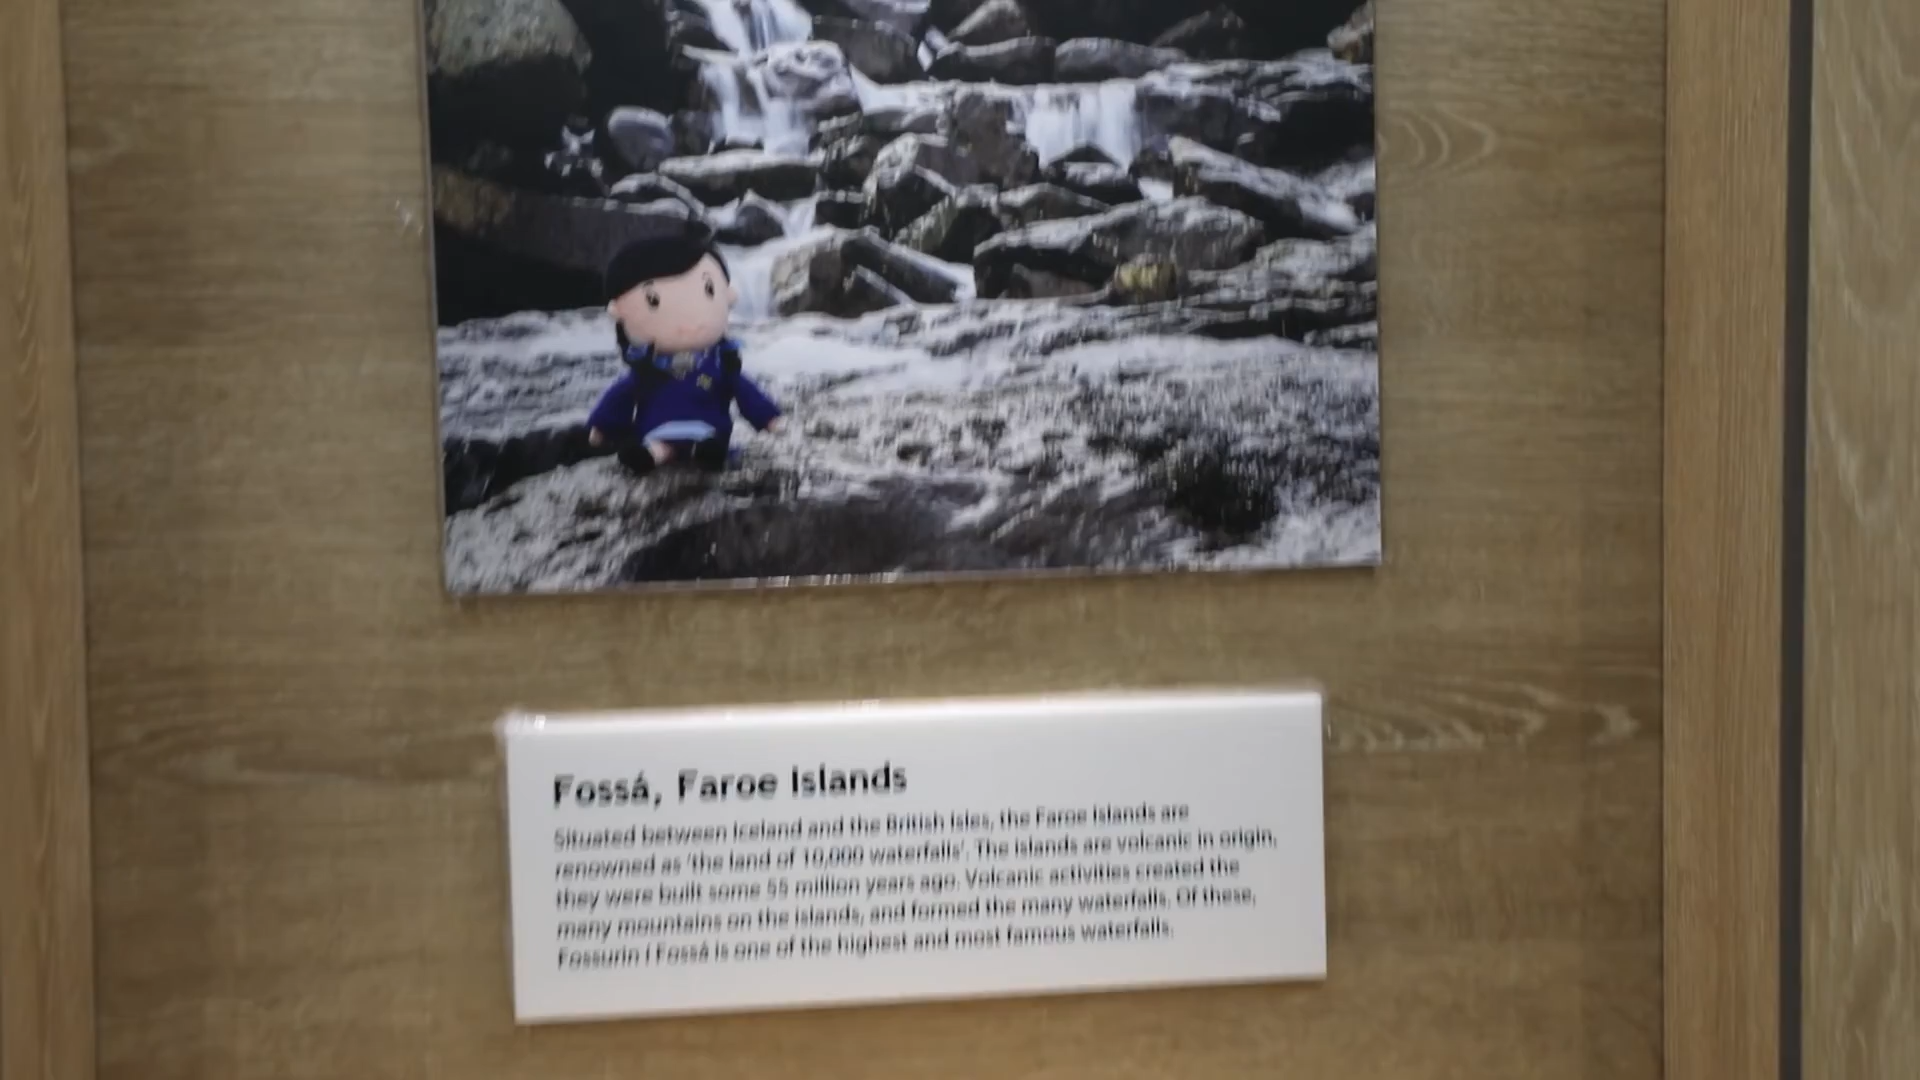 Fossá, Faroe Islands
Situated between Iceland and the British Isles, the Faroe Islands are
renowned as 'the land of 10,000 waterfalls'. The islands are volcanic in origin,
they were built some 55 million years ago. Volcanic activities created the
many mountains on the islands, and formed the many waterfalls. Of these,
Fossurin í Fossá is one of the highest and most famous waterfalls.